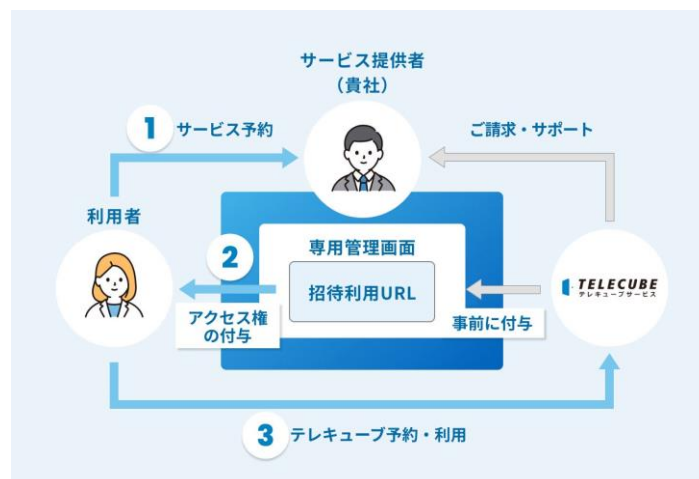 サービス提供者
（貴社）
1 サービス予約
ご請求・サポート
利用者
専用管理画面
2
招待利用URL
TELECUBE
テレキューブサービス
アクセス権
の付与
事前に付与
3 テレキューブ予約・利用